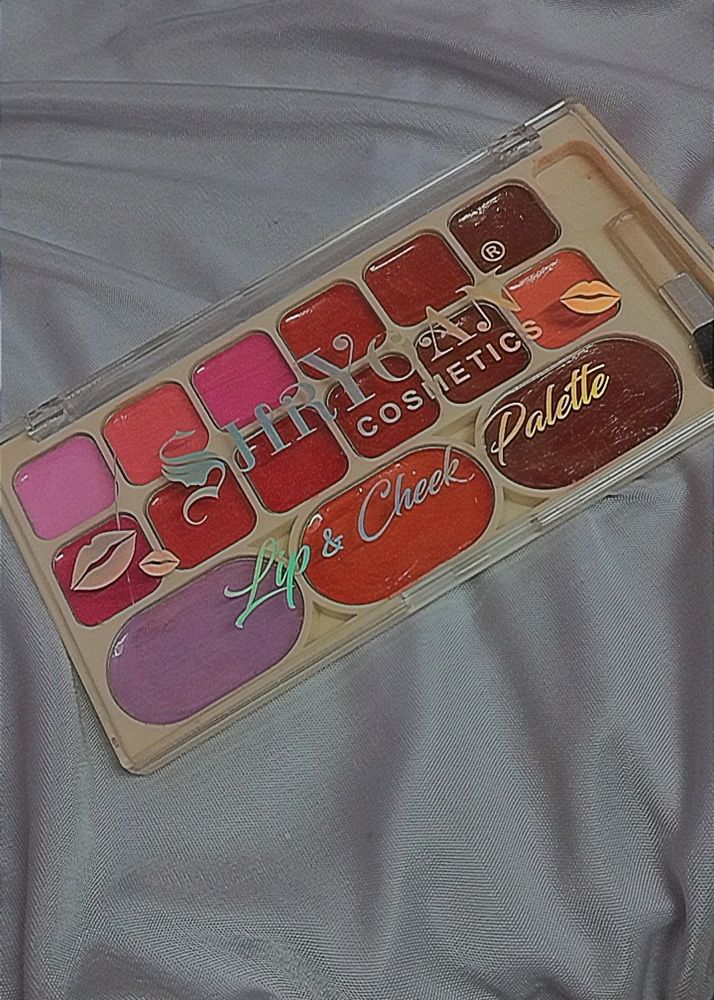 SHRYOAN ®
COSMETICS
Lip & Cheek Palette